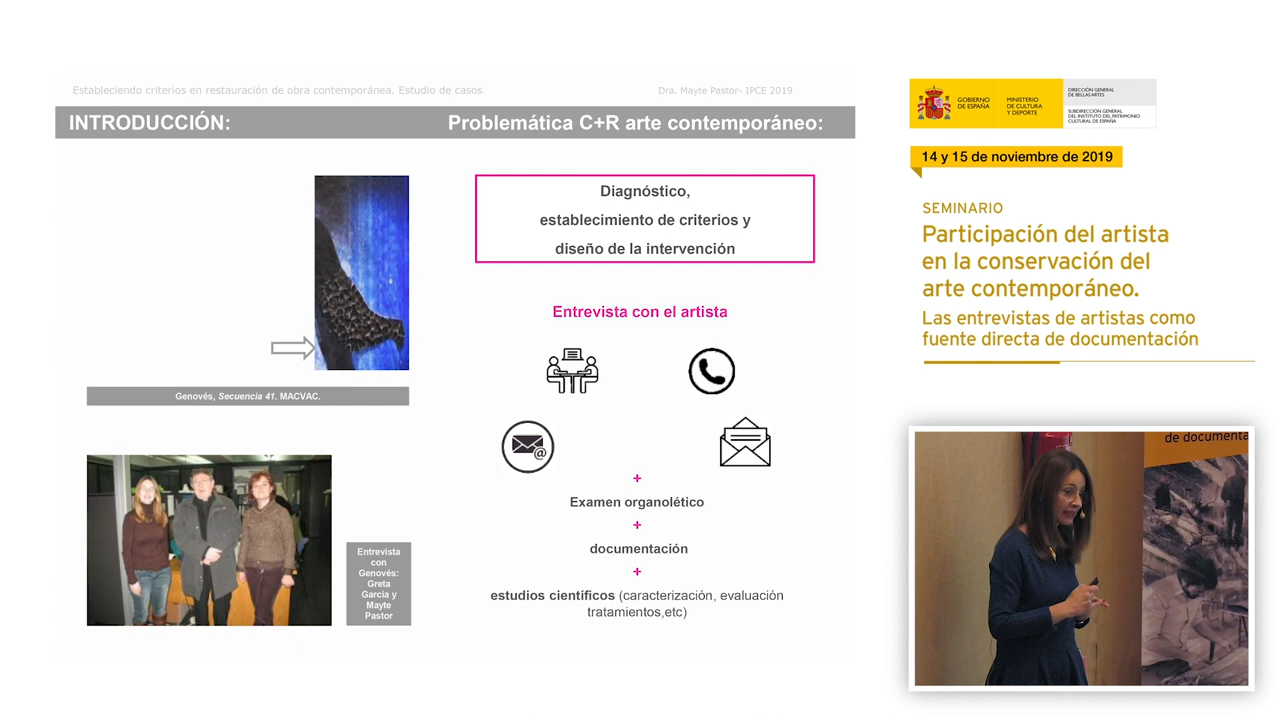 Estableciendo criterios en restauración de obra contemporánea. Estudio de casos.
Dra. Mayte Pastor- IPCE 2019
INTRODUCCIÓN:
Problemática C+R arte contemporáneo:
Diagnóstico,
establecimiento de criterios y
diseño de la intervención
Entrevista con el artista
@
+
Examen organolético
+
documentación
+
estudios científicos (caracterización, evaluación
tratamientos,etc)
Genovés, Secuencia 41. MACVAC.
Entrevista
con
Genovés:
Greta
García y
Mayte
Pastor
GOBIERNO
DE ESPAÑA
MINISTERIO
DE CULTURA
Y DEPORTE
DIRECCIÓN GENERAL
DE BELLAS ARTES
SUBDIRECCIÓN GENERAL
DEL INSTITUTO DEL PATRIMONIO
CULTURAL DE ESPAÑA
14 y 15 de noviembre de 2019
SEMINARIO
Participación del artista
en la conservación del
arte contemporáneo.
Las entrevistas de artistas como
fuente directa de documentación
de documenta